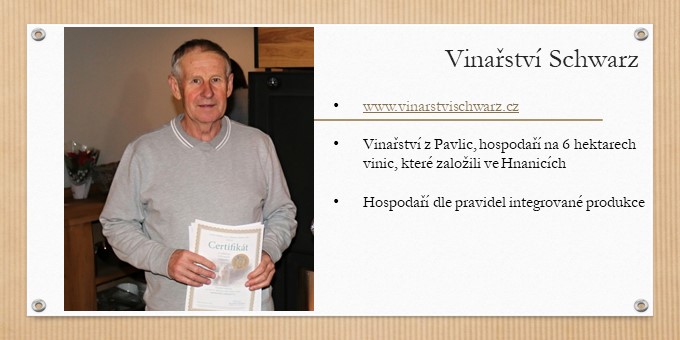 Vinařství Schwarz
• www.vinarstvischwarz.cz
• Vinařství z Pavlic, hospodaří na 6 hektarech
vinic, které založili ve Hnanicích
• Hospodaří dle pravidel integrované produkce
Certifikát